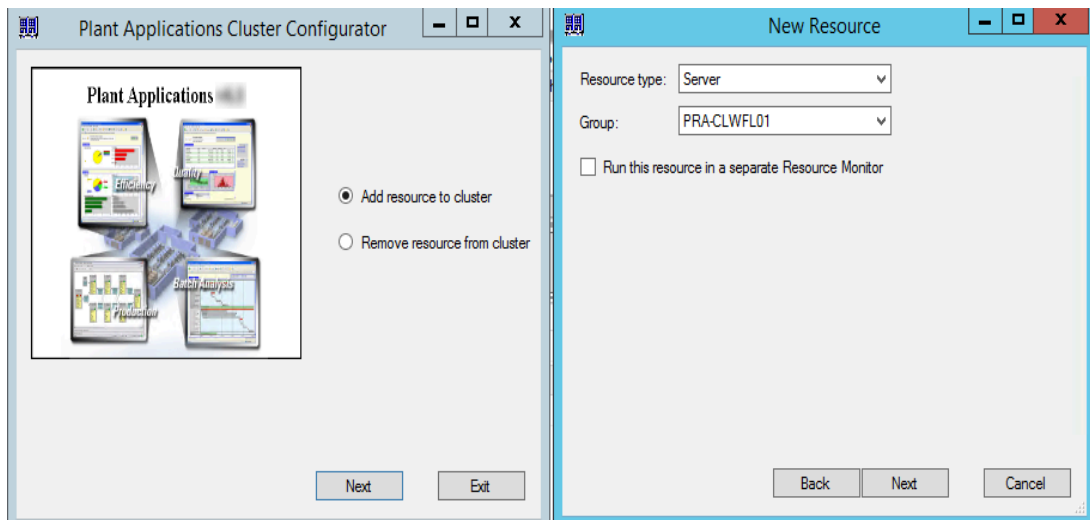 Plant Applications Cluster Configurator
Plant Applications
Efficiency
Quality
Production
Batch Analysis
Add resource to cluster
Remove resource from cluster
Next
Exit
New Resource
Resource type:
Server
Group:
PRA-CLWFL01
Run this resource in a separate Resource Monitor
Back
Next
Cancel